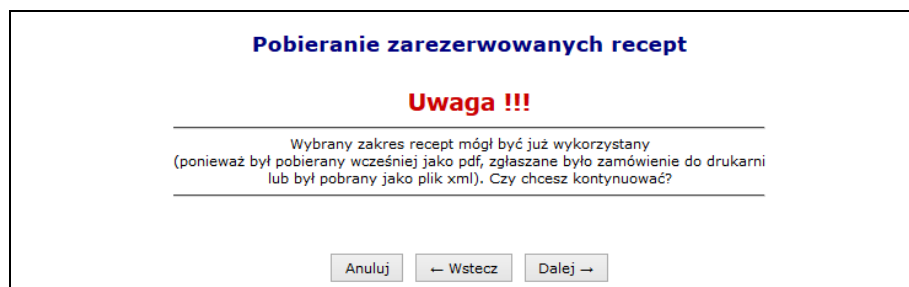 Pobieranie zarezerwowanych recept
Uwaga !!!
Wybrany zakres recept mógł być już wykorzystany
(ponieważ był pobierany wcześniej jako pdf, zgłaszane było zamówienie do drukarni
lub był pobrany jako plik xml). Czy chcesz kontynuować?
Anuluj ← Wstecz Dalej →